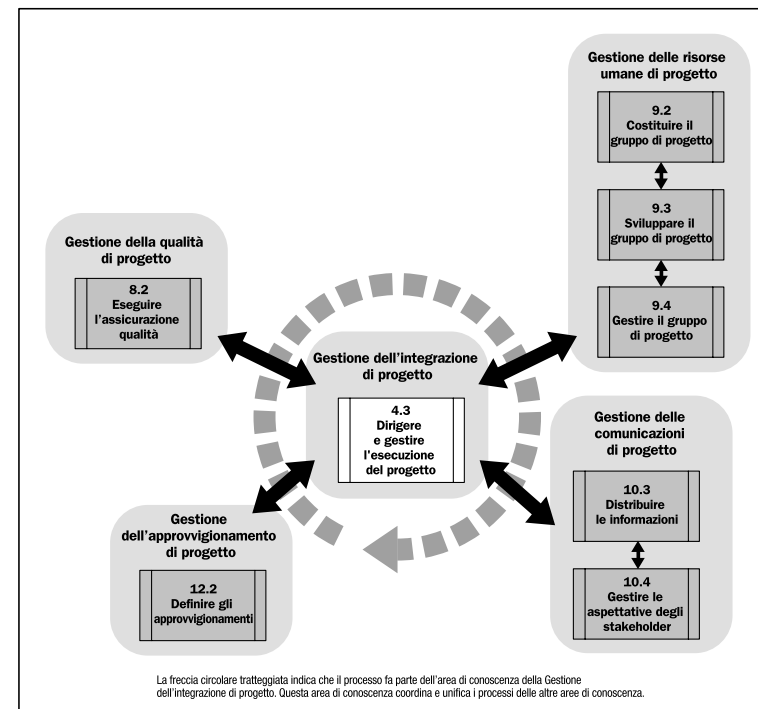 Gestione delle risorse
umane di progetto
9.2
Costituire il
gruppo di progetto
9.3
Sviluppare il
gruppo di progetto
9.4
Gestire il gruppo
di progetto
Gestione della qualità
di progetto
8.2
Eseguire
l’assicurazione
qualità
Gestione dell’integrazione
di progetto
4.3
Dirigere
e gestire
l’esecuzione
del progetto
Gestione delle
comunicazioni
di progetto
10.3
Distribuire
le informazioni
10.4
Gestire le
aspettative degli
stakeholder
Gestione
dell’approvvigionamento
di progetto
12.2
Definire gli
approvvigionamenti
La freccia circolare tratteggiata indica che il processo fa parte dell’area di conoscenza della Gestione
dell’integrazione di progetto. Questa area di conoscenza coordina e unifica i processi delle altre aree di conoscenza.